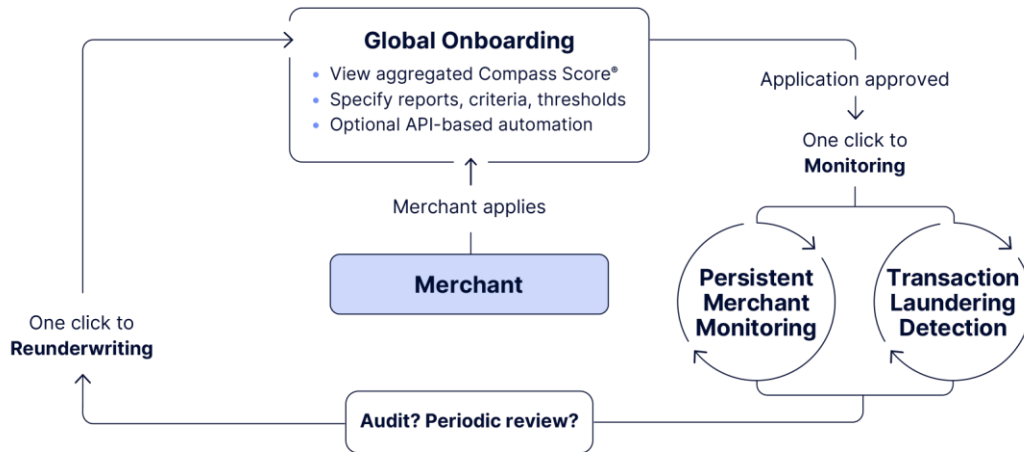 Global Onboarding
• View aggregated Compass Score®
• Specify reports, criteria, thresholds
• Optional API-based automation
Application approved
One click to
Monitoring
Merchant applies
Merchant
Persistent
Merchant
Monitoring
Transaction
Laundering
Detection
One click to
Reunderwriting
Audit? Periodic review?